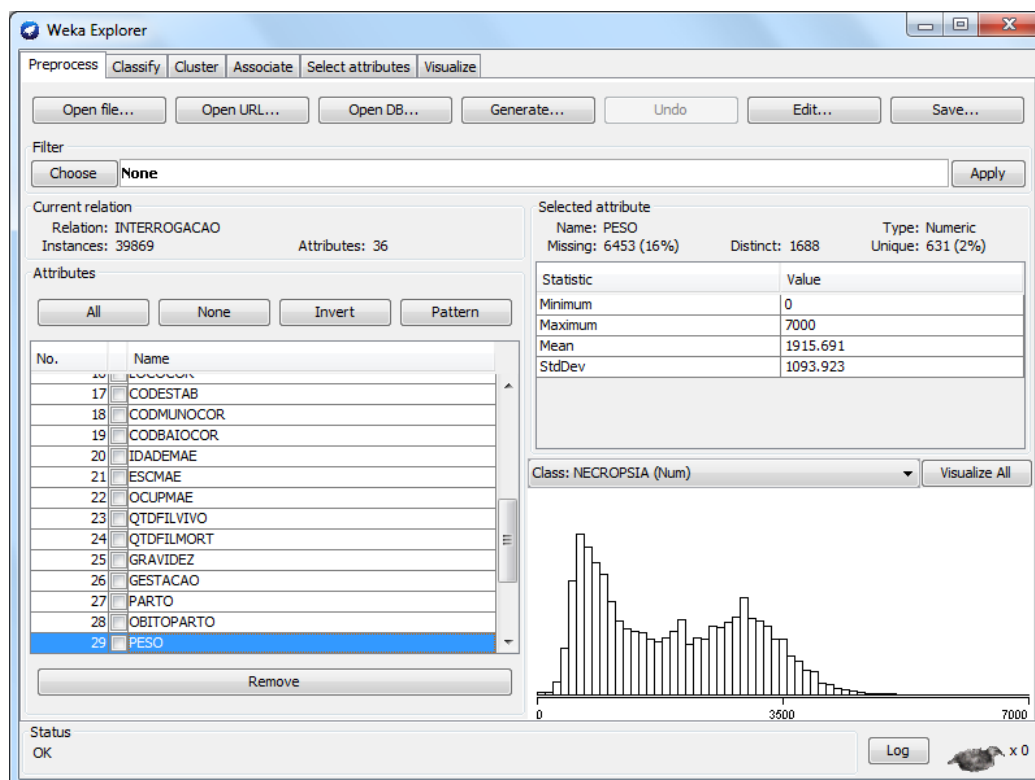 Weka Explorer
Preprocess Classify Cluster Associate Select attributes Visualize
Open file... Open URL... Open DB... Generate... Undo Edit... Save...
Filter
Choose None Apply
Current relation
Relation: INTERROGACAO
Instances: 39869 Attributes: 36
Attributes
All None Invert Pattern
No. Name
16 LOCOCOR
17 CODESTAB
18 CODMUNOCOR
19 CODBAIOCOR
20 IDADEMAE
21 ESCMAE
22 OCUPMAE
23 QTDFILVIVO
24 QTDFILMORT
25 GRAVIDEZ
26 GESTACAO
27 PARTO
28 OBITOPARTO
29 PESO
Remove
Selected attribute
Name: PESO Type: Numeric
Missing: 6453 (16%) Distinct: 1688 Unique: 631 (2%)
Statistic Value
Minimum 0
Maximum 7000
Mean 1915.691
StdDev 1093.923
Class: NECROPSIA (Num) Visualize All
0 3500 7000
Status
OK
Log x 0